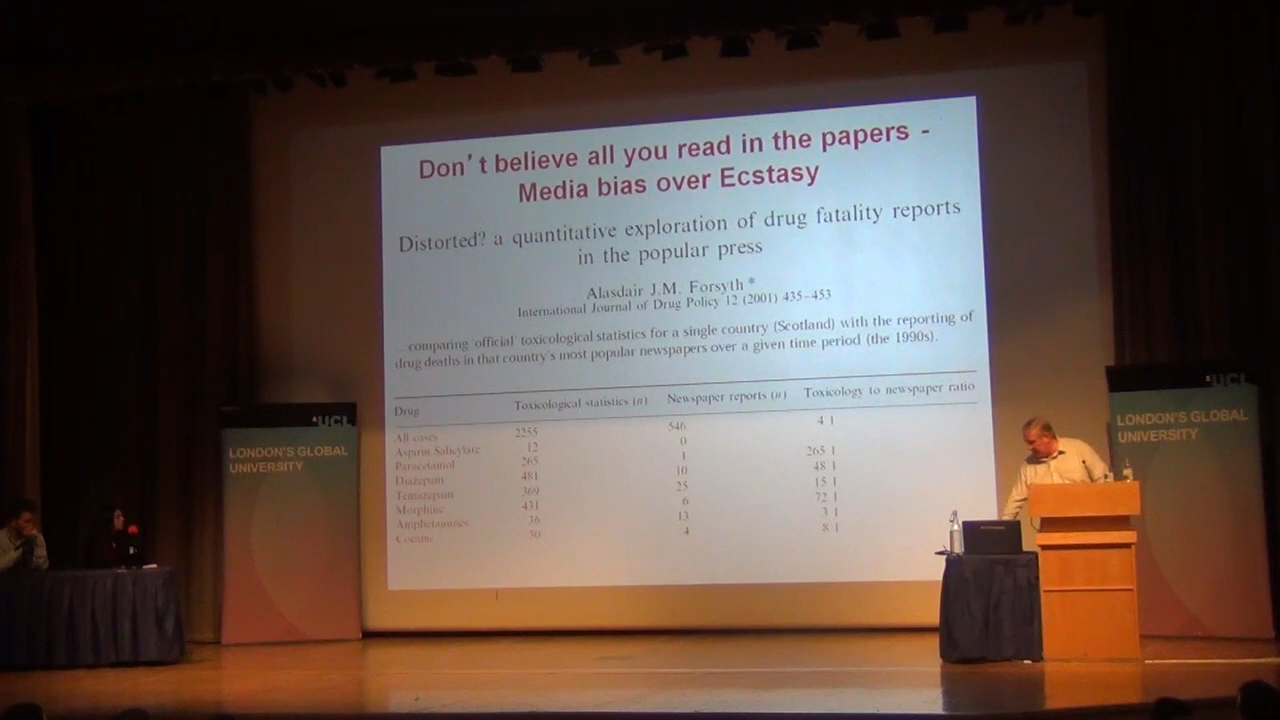 Don't believe all you read in the papers -
Media bias over Ecstasy
Distorted? a quantitative exploration of drug fatality reports
in the popular press
Alasdair J.M. Forsyth *
International Journal of Drug Policy 12 (2001) 435–453
...comparing 'official' toxicological statistics for a single country (Scotland) with the reporting of
drug deaths in that country's most popular newspapers over a given time period (the 1990s).
Drug Toxicological statistics (n) Newspaper reports (n) Toxicology to newspaper ratio
All cases 2255 546 4 1
Aspirin Salicylate 12 0
Paracetamol 265 1 265 1
Diazepam 481 10 48 1
Temazepam 369 25 15 1
Morphine 431 6 72 1
Amphetamines 36 13 3 1
Cocaine 30 4 8 1
UCL
LONDON'S GLOBAL
UNIVERSITY
UCL
LONDON'S GLOBAL
UNIVERSITY